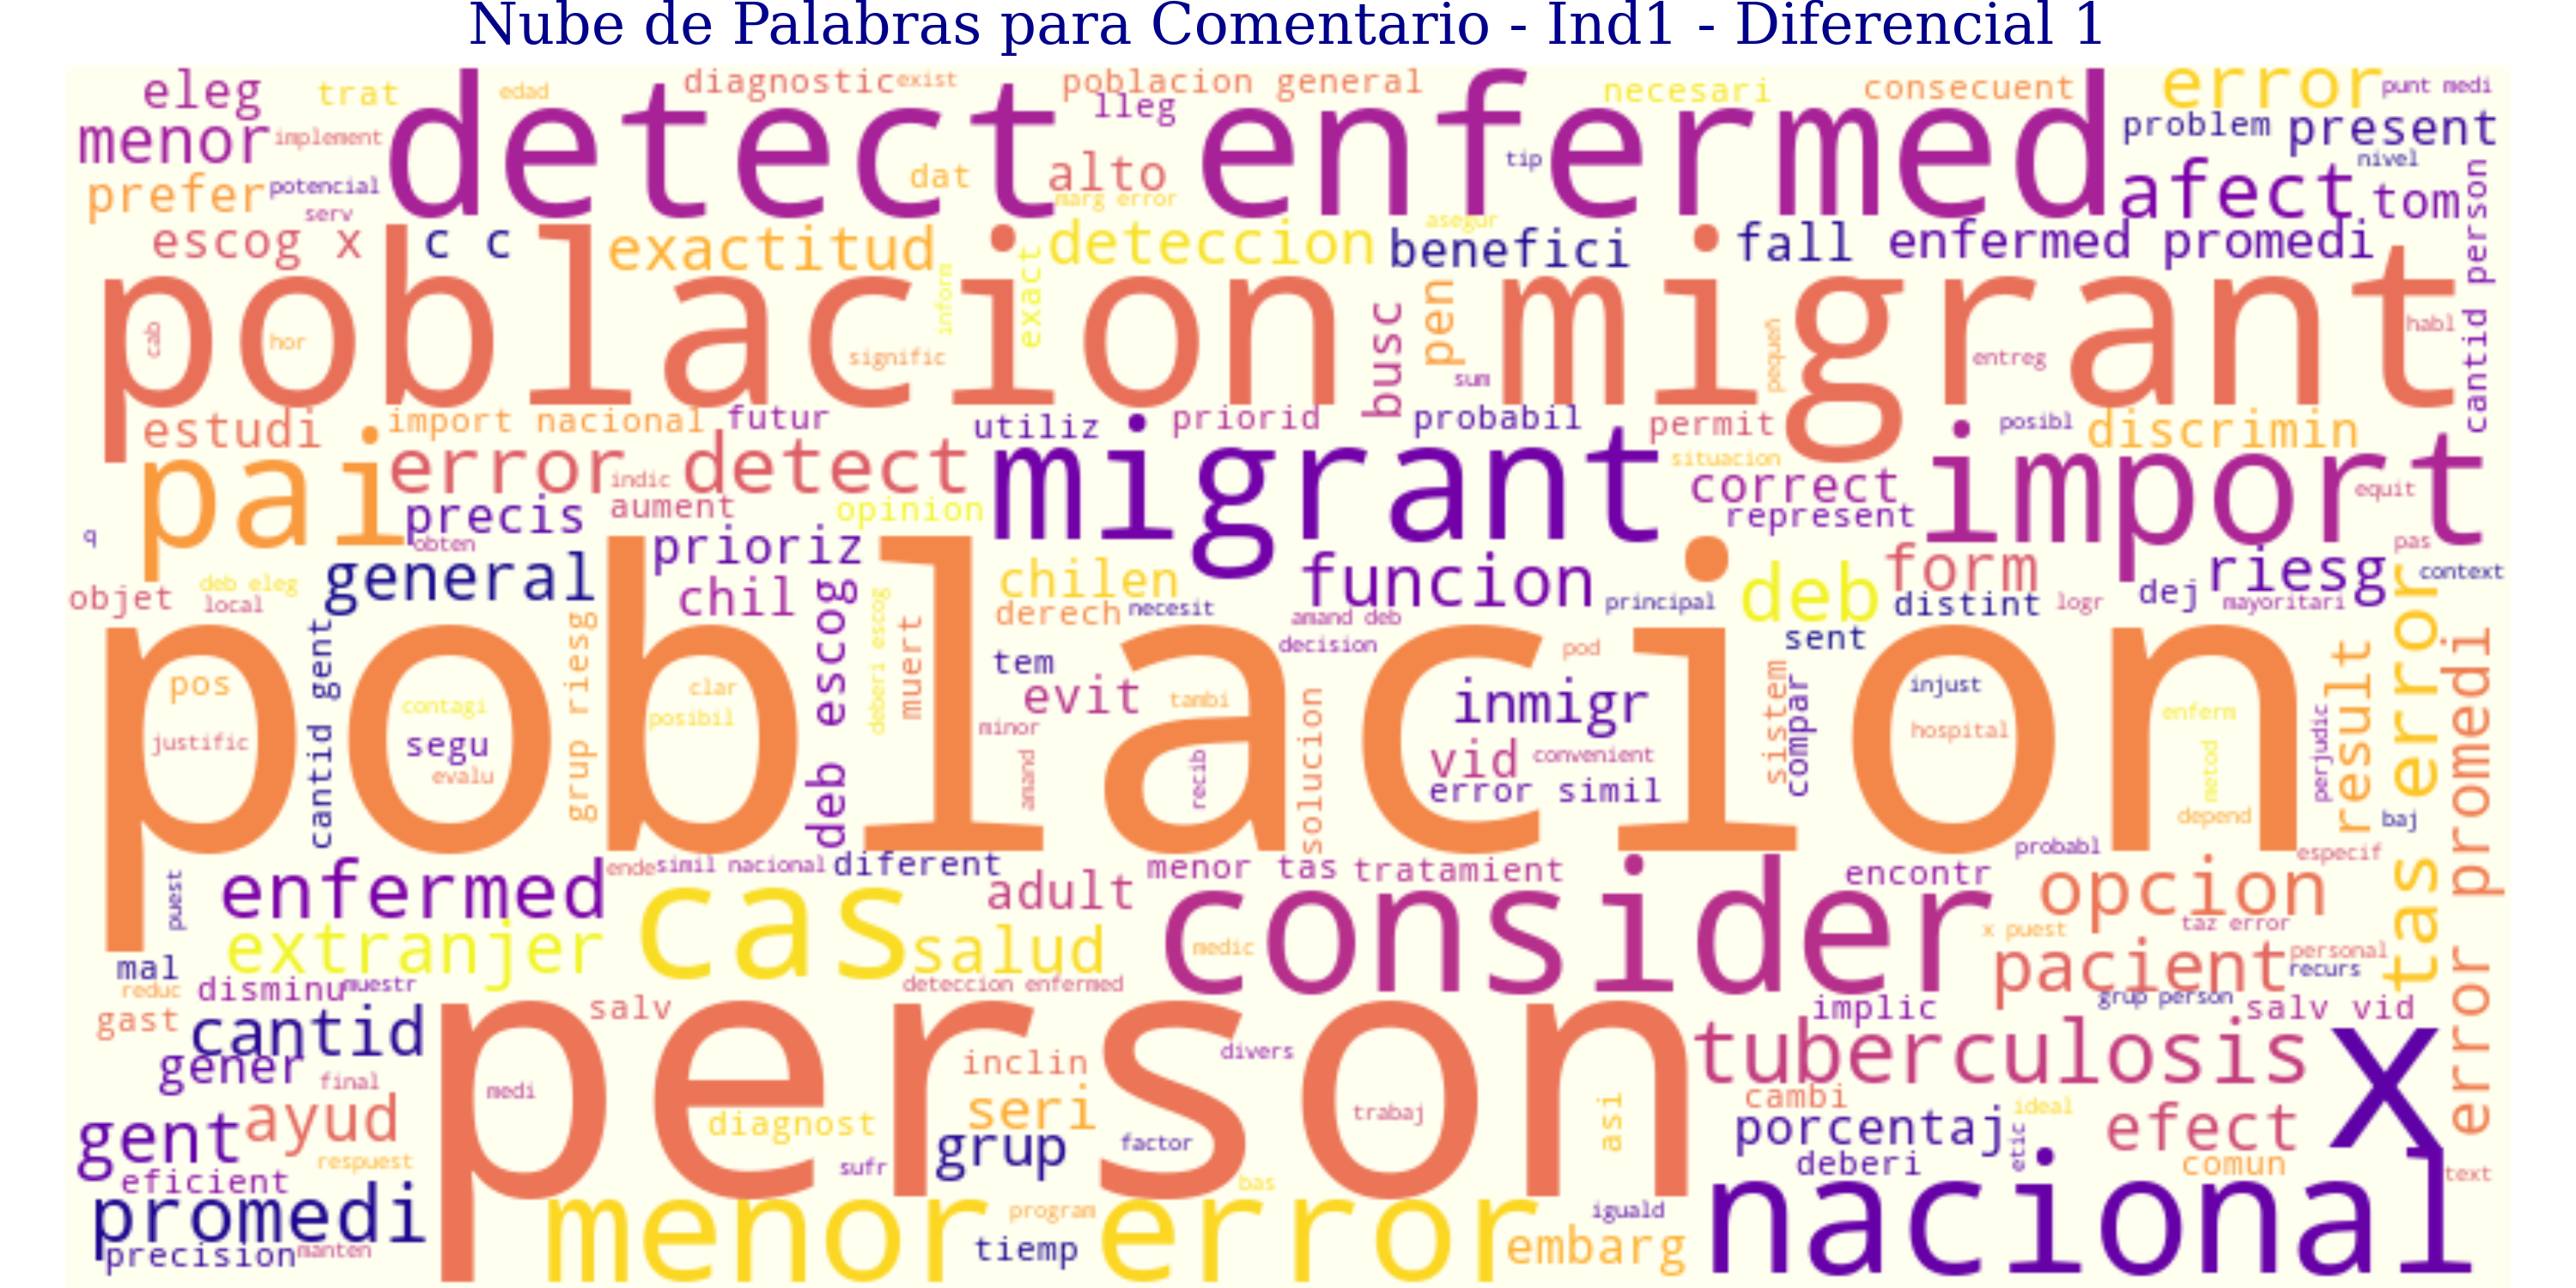 Nube de Palabras para Comentario - Ind1 - Diferencial 1
eleg trat edad diagnostic exist poblacion general lleg necesari consecuent error punt medi
menor implement detect enfermed problem present
prefer potencial serv dat alto marg error tip nivel afect tom
escog x c c exactitud deteccion asegur benefici fall enfermed promedi cantid person
poblacion migrant
cab hor signific inform exact busc pen sum pequeñ entreg habl
estudi import nacional futur utiliz priorid probabil permit posibl discrimin
pai error detect indic migrant situacion correct import equit
precis aument opinion represent
q obten prioriz pas
general chil chilen funcion deb form riesg context
objet deb eleg local derech necesit amand deb principal distint logr dej mayoritari
poblacion
cantid gent grup riesg deb escog deberi escog muert tem decision pod sent
pos contagi clar posibil evit tambi inmigr sistem compar injust enferm result tas error error promedi
justific segu evalu minor amand recib solucion vid convenient hospital metod perjudic
error simil depend baj
puest enfermed ende simil nacional diferent menor tas tratamient encontr probabl especif
extranjer cas adult consider opcion
salud medic x puest taz error
mal reduc disminu muestr deteccion enfermed pacient personal recurs
gast cantid salv implic grup person salv vid
gener final person inclin divers tuberculosis x
medi seri trabaj asi cambi ideal
gent ayud diagnost grup factor porcentaj etic efect
respuest sufr deberi comun text
eficient bas
promedi menor error program iguald nacional
precision manten tiemp embarg